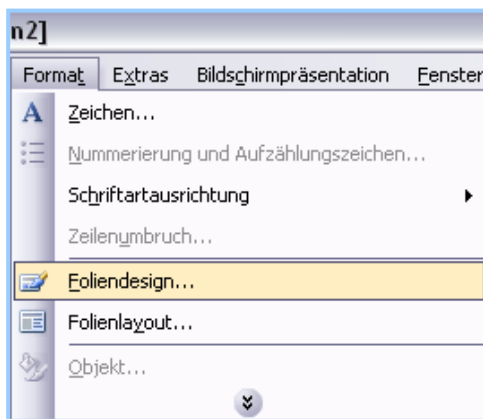 n2]
Format Extras Bildschirmpräsentation Fenster
Zeichen...
Nummerierung und Aufzählungszeichen...
Schriftartausrichtung
Zeilenumbruch...
Foliendesign...
Folienlayout...
Objekt...